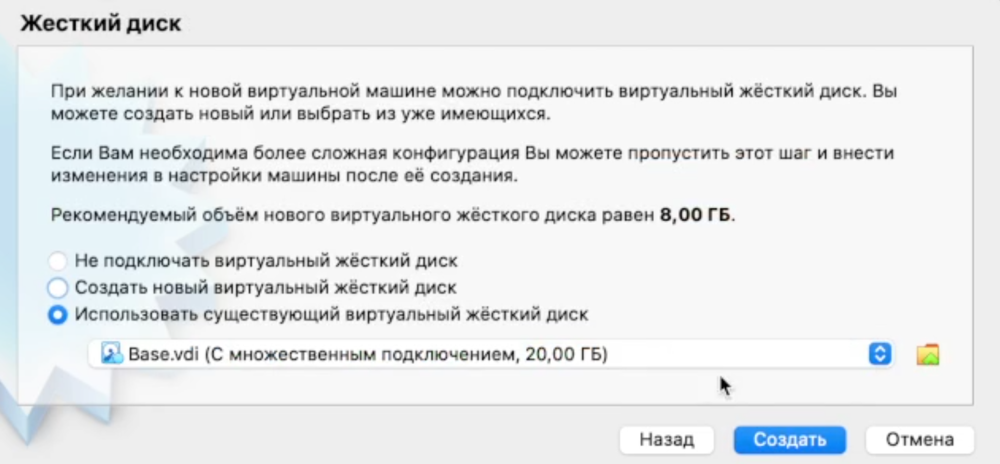 Жесткий диск
При желании к новой виртуальной машине можно подключить виртуальный жёсткий диск. Вы
можете создать новый или выбрать из уже имеющихся.
Если Вам необходима более сложная конфигурация Вы можете пропустить этот шаг и внести
изменения в настройки машины после её создания.
Рекомендуемый объём нового виртуального жёсткого диска равен 8,00 ГБ.
Не подключать виртуальный жёсткий диск
Создать новый виртуальный жёсткий диск
Использовать существующий виртуальный жёсткий диск
Base.vdi (С множественным подключением, 20,00 ГБ)
Назад Создать Отмена